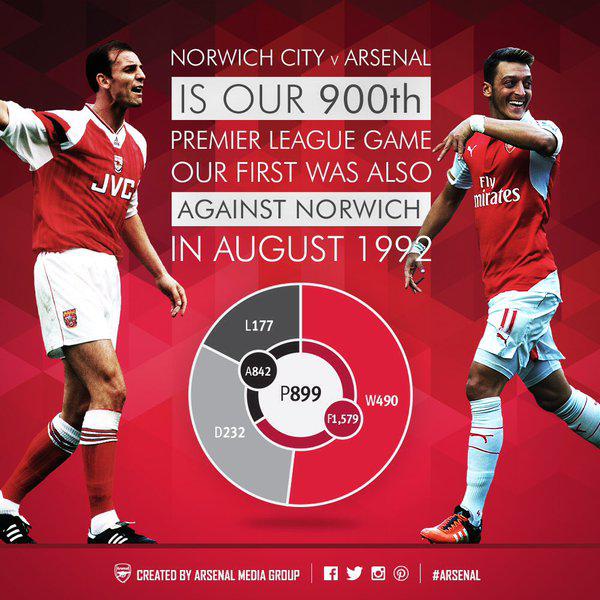 NORWICH CITY v ARSENAL
IS OUR 900th
PREMIER LEAGUE GAME
OUR FIRST WAS ALSO
AGAINST NORWICH
IN AUGUST 1992
JVC
Fly
Emirates
11
L177
A842
P899
W490
F1,579
D232
CREATED BY ARSENAL MEDIA GROUP
#ARSENAL